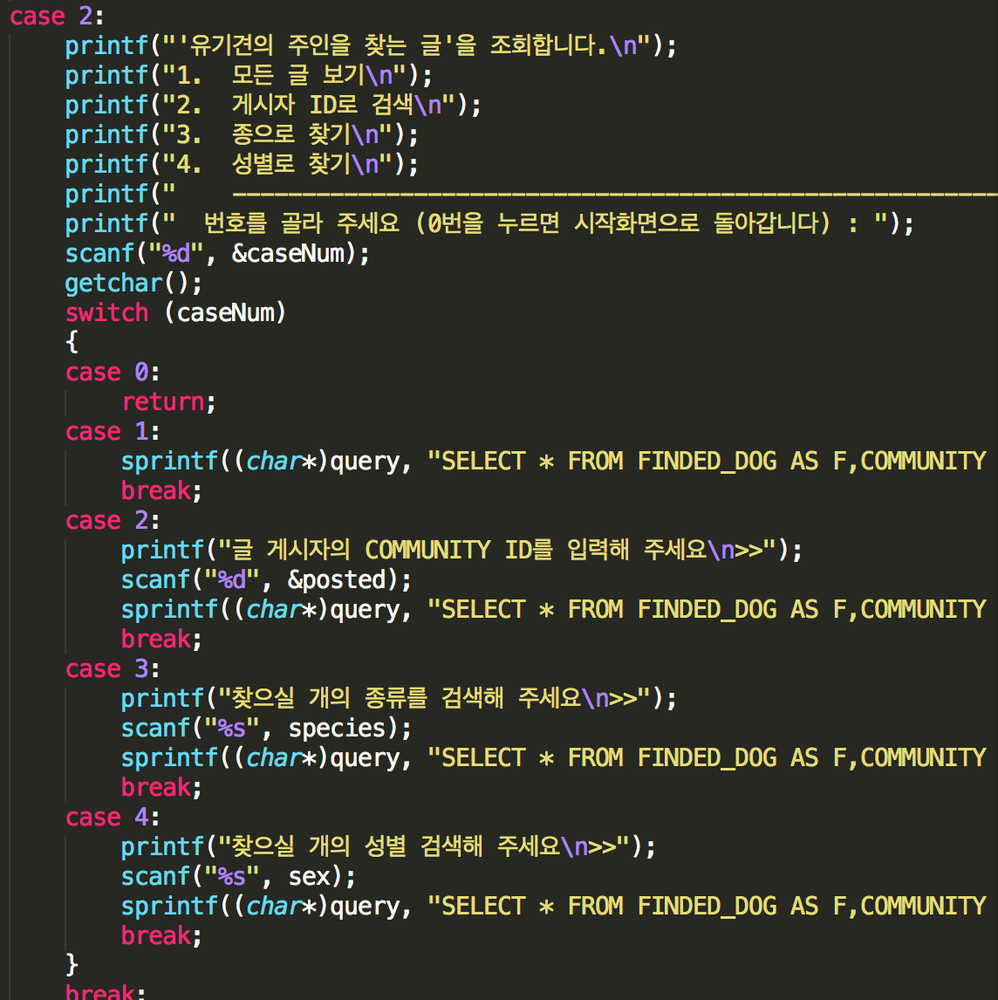 case 2:
printf("'유기견의 주인을 찾는 글'을 조회합니다.\n");
printf("1.  모든 글 보기\n");
printf("2.  게시자 ID로 검색\n");
printf("3.  종으로 찾기\n");
printf("4.  성별로 찾기\n");
printf("    -------------------------------------------------------
printf("  번호를 골라 주세요 (0번을 누르면 시작화면으로 돌아갑니다) : ");
scanf("%d", &caseNum);
getchar();
switch (caseNum)
{
case 0:
return;
case 1:
sprintf((char*)query, "SELECT * FROM FINDED_DOG AS F,COMMUNITY
break;
case 2:
printf("글 게시자의 COMMUNITY ID를 입력해 주세요\n>>");
scanf("%d", &posted);
sprintf((char*)query, "SELECT * FROM FINDED_DOG AS F,COMMUNITY
break;
case 3:
printf("찾으실 개의 종류를 검색해 주세요\n>>");
scanf("%s", species);
sprintf((char*)query, "SELECT * FROM FINDED_DOG AS F,COMMUNITY
break;
case 4:
printf("찾으실 개의 성별 검색해 주세요\n>>");
scanf("%s", sex);
sprintf((char*)query, "SELECT * FROM FINDED_DOG AS F,COMMUNITY
break;
}
break;